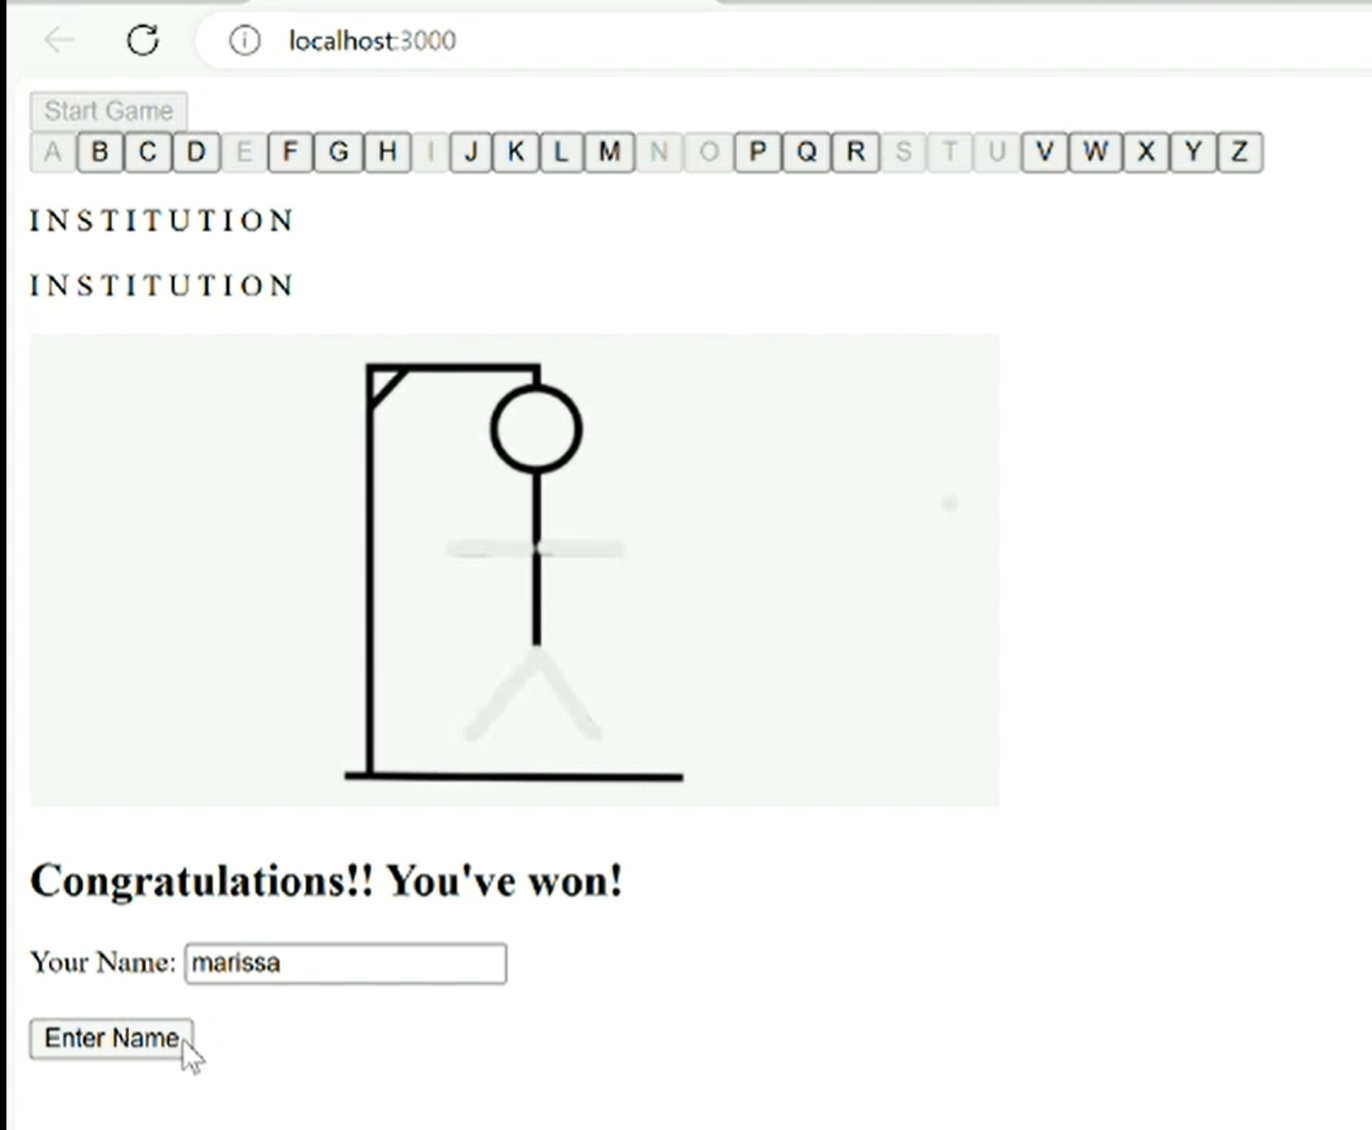 localhost:3000
Start Game
A B C D E F G H I J K L M N O P Q R S T U V W X Y Z
I N S T I T U T I O N
I N S T I T U T I O N
Congratulations!! You've won!
Your Name: marissa
Enter Name